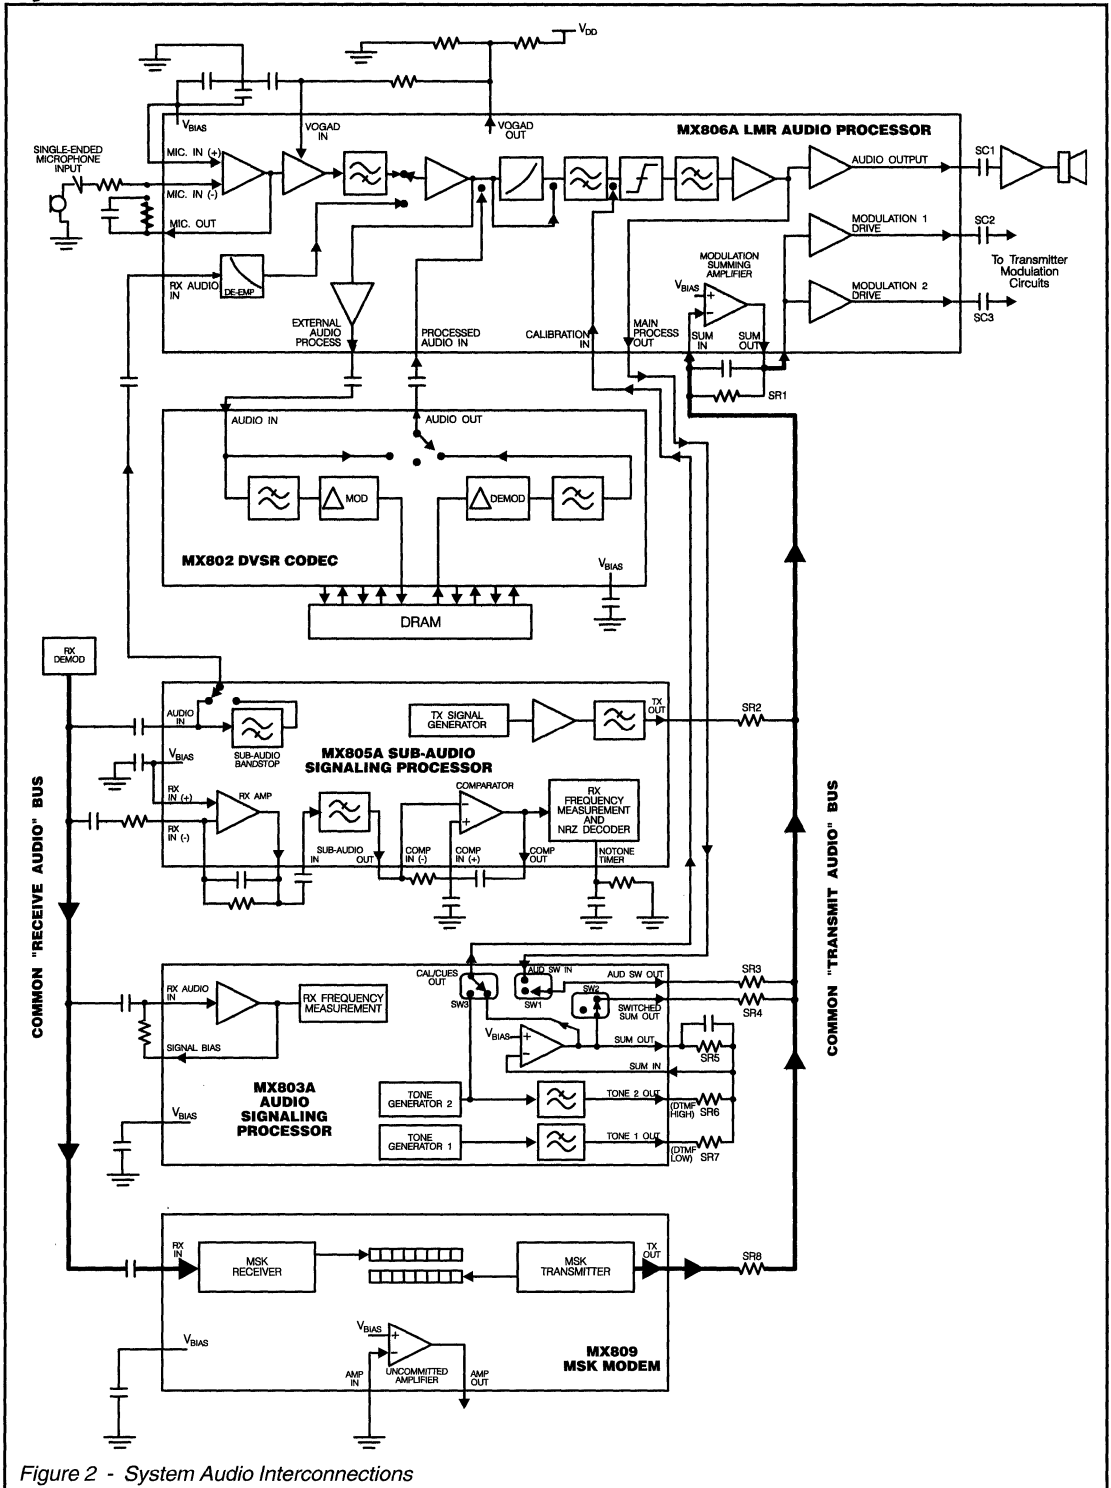 V_DD
V_BIAS
VOGAD
IN
VOGAD
OUT
MX806A LMR AUDIO PROCESSOR
SINGLE-ENDED
MICROPHONE
INPUT
MIC. IN (+)
MIC. IN (-)
MIC. OUT
AUDIO OUTPUT
SC1
MODULATION 1
DRIVE
SC2
To Transmitter
Modulation
Circuits
MODULATION 2
DRIVE
SC3
MODULATION
SUMMING
AMPLIFIER
V_BIAS
+
−
RX AUDIO
IN
DE-EMP
EXTERNAL
AUDIO
PROCESS
PROCESSED
AUDIO IN
CALIBRATION
IN
MAIN
PROCESS
OUT
SUM
IN
SUM
OUT
SR1
AUDIO IN
AUDIO OUT
MOD
DEMOD
MX802 DVSR CODEC
V_BIAS
DRAM
RX
DEMOD
AUDIO
IN
SUB-AUDIO
BANDSTOP
TX SIGNAL
GENERATOR
TX
OUT
SR2
MX805A SUB-AUDIO
SIGNALING PROCESSOR
V_BIAS
RX
IN (+)
RX
IN (-)
RX AMP
COMPARATOR
−
+
RX
FREQUENCY
MEASUREMENT
AND
NRZ DECODER
SUB-AUDIO
IN
OUT
COMP
IN (-)
COMP
IN (+)
COMP
OUT
NOTONE
TIMER
COMMON "RECEIVE AUDIO" BUS
COMMON "TRANSMIT AUDIO" BUS
CAL/CUES
OUT
SW3
AUD SW IN
SW1
AUD SW OUT
SR3
SW2
SWITCHED
SUM OUT
SR4
RX AUDIO
IN
RX FREQUENCY
MEASUREMENT
SIGNAL BIAS
V_BIAS
+
−
SUM OUT
SR5
SUM IN
MX803A
AUDIO
SIGNALING
PROCESSOR
V_BIAS
TONE
GENERATOR 2
TONE 2 OUT
(DTMF
HIGH)
SR6
TONE
GENERATOR 1
TONE 1 OUT
(DTMF
LOW)
SR7
RX
IN
MSK
RECEIVER
MSK
TRANSMITTER
TX
OUT
SR8
V_BIAS
V_BIAS
+
−
AMP
IN
UNCOMMITTED
AMPLIFIER
AMP
OUT
MX809
MSK MODEM
Figure 2 - System Audio Interconnections